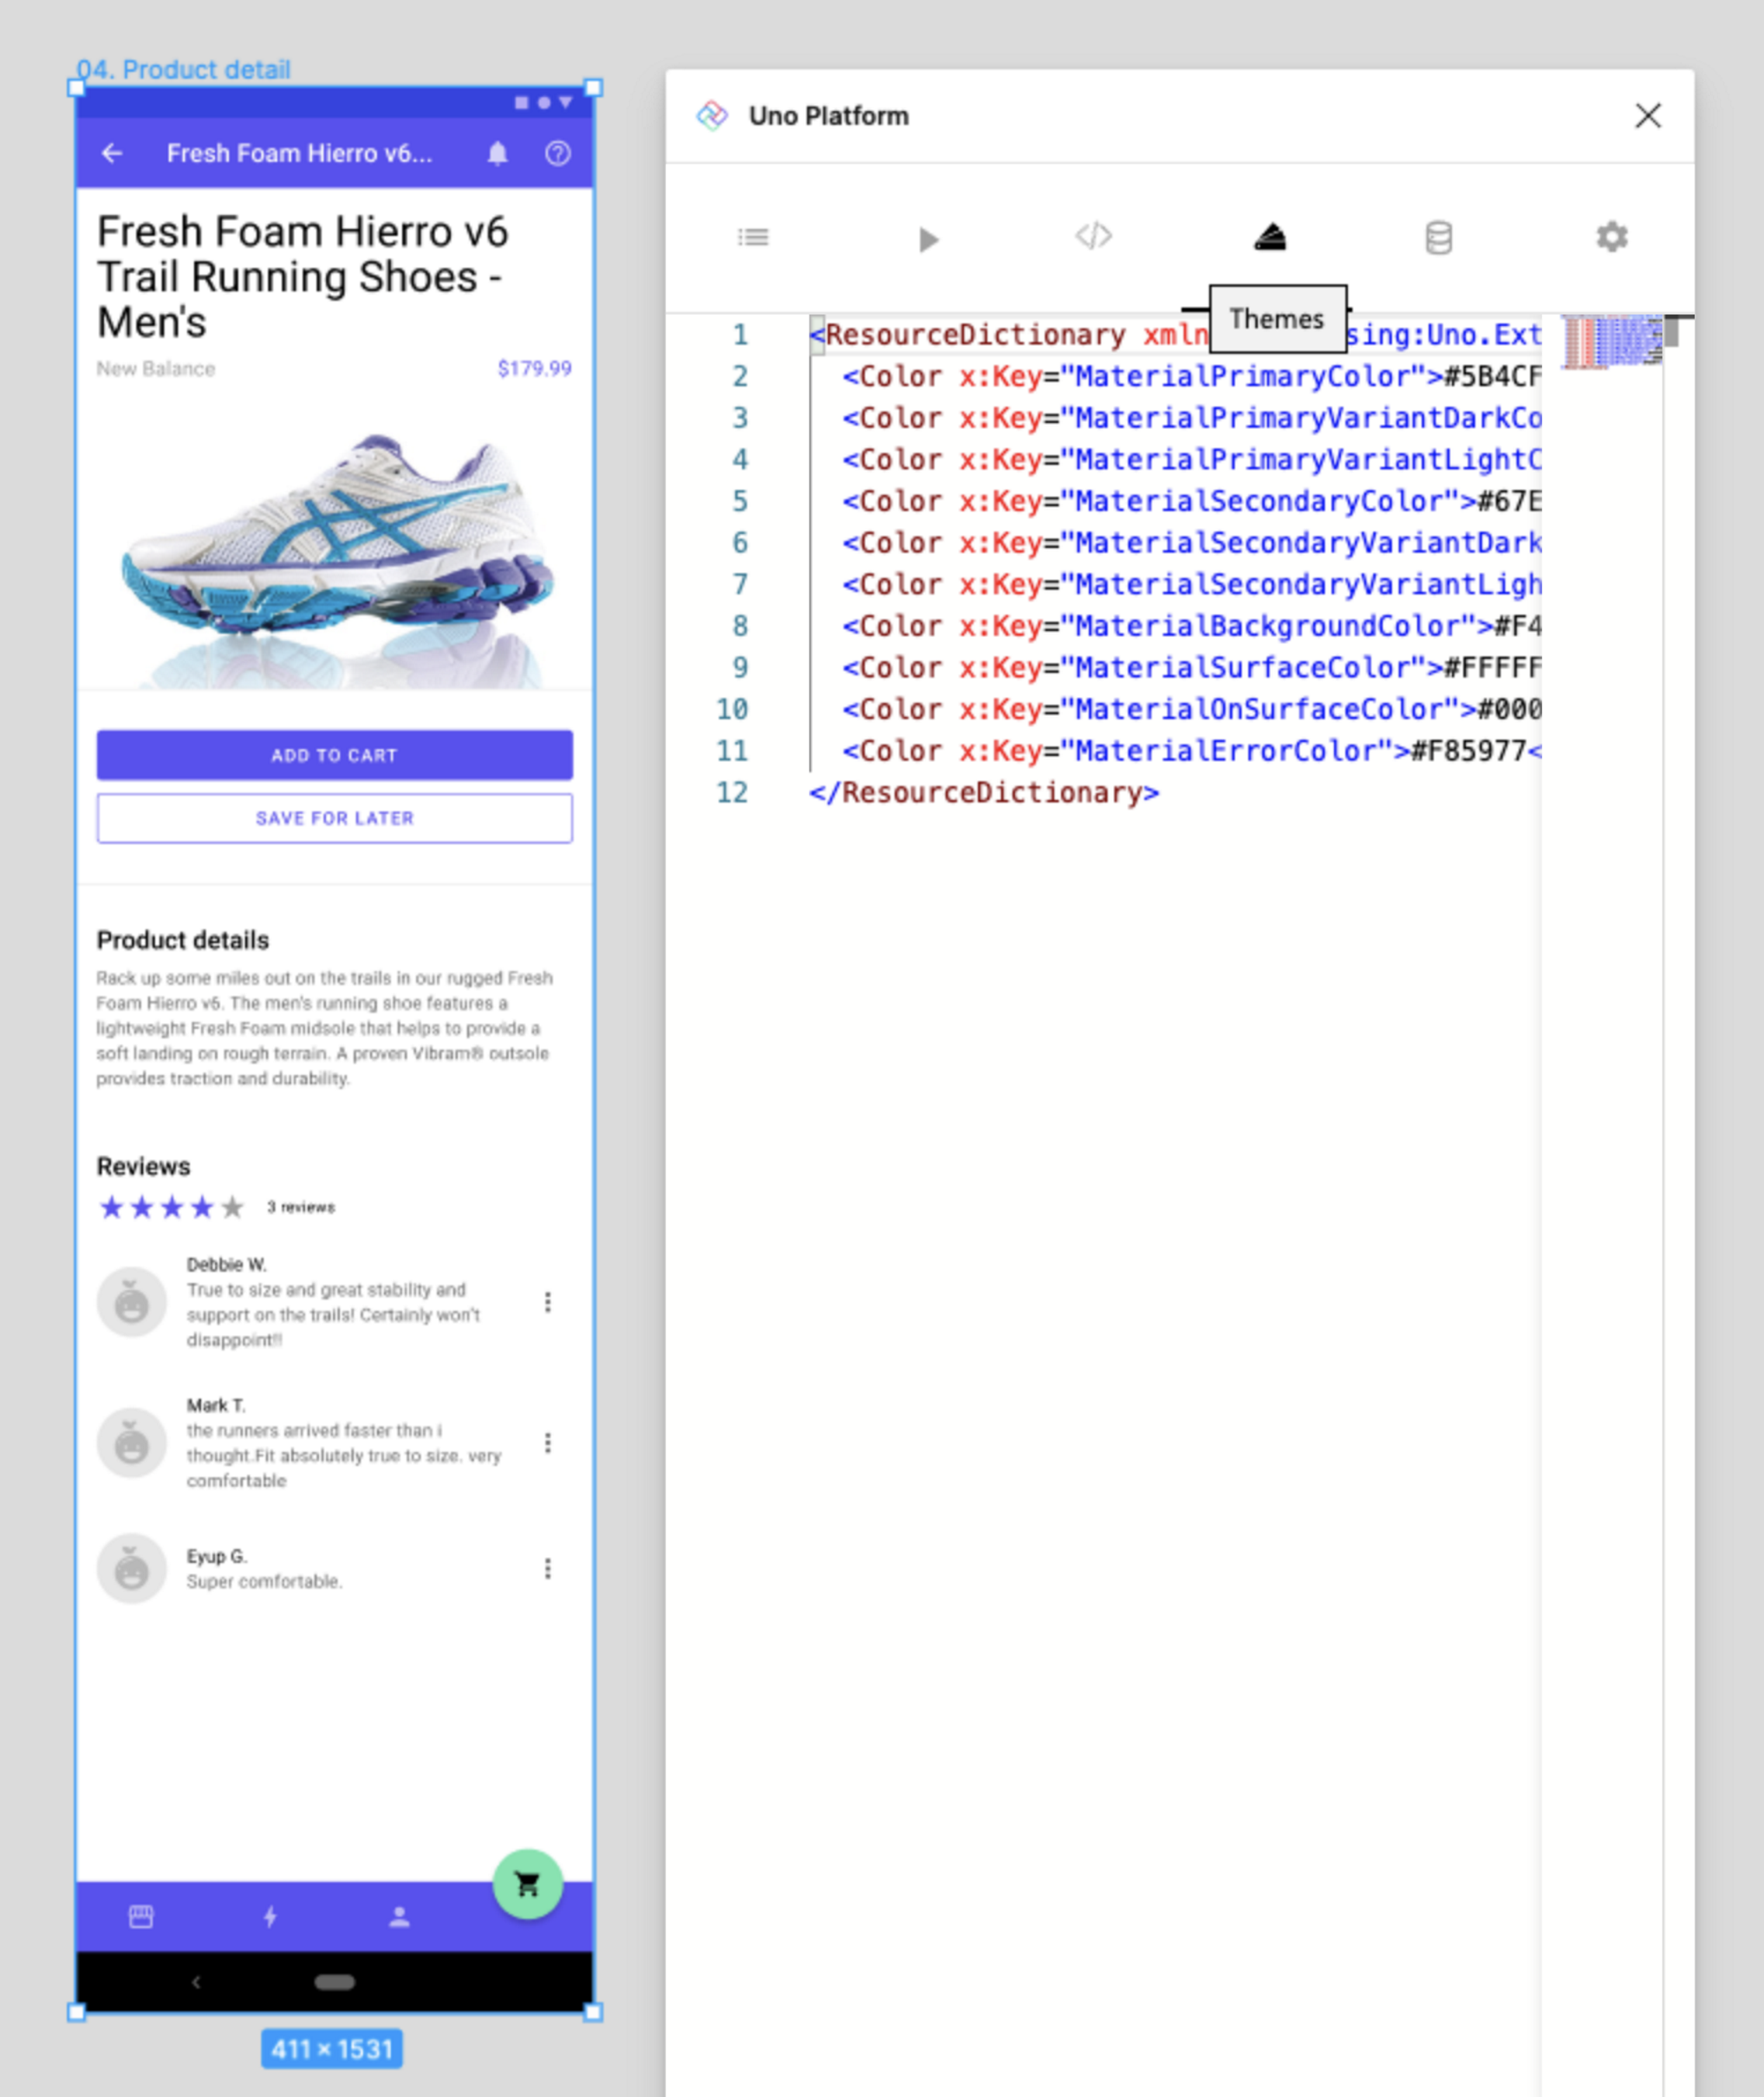 04. Product detail
Fresh Foam Hierro v6...
Fresh Foam Hierro v6
Trail Running Shoes -
Men's
New Balance $179.99
ADD TO CART
SAVE FOR LATER
Product details
Rack up some miles out on the trails in our rugged Fresh
Foam Hierro v6. The men's running shoe features a
lightweight Fresh Foam midsole that helps to provide a
soft landing on rough terrain. A proven Vibram® outsole
provides traction and durability.
Reviews
3 reviews
Debbie W.
True to size and great stability and
support on the trails! Certainly won't
disappoint!!
Mark T.
the runners arrived faster than i
thought.Fit absolutely true to size. very
comfortable
Eyup G.
Super comfortable.
411 × 1531
Uno Platform
Themes
1 <ResourceDictionary xmln sing:Uno.Ext
2 <Color x:Key="MaterialPrimaryColor">#5B4CF
3 <Color x:Key="MaterialPrimaryVariantDarkCo
4 <Color x:Key="MaterialPrimaryVariantLightC
5 <Color x:Key="MaterialSecondaryColor">#67E
6 <Color x:Key="MaterialSecondaryVariantDark
7 <Color x:Key="MaterialSecondaryVariantLigh
8 <Color x:Key="MaterialBackgroundColor">#F4
9 <Color x:Key="MaterialSurfaceColor">#FFFFF
10 <Color x:Key="MaterialOnSurfaceColor">#000
11 <Color x:Key="MaterialErrorColor">#F85977<
12 </ResourceDictionary>